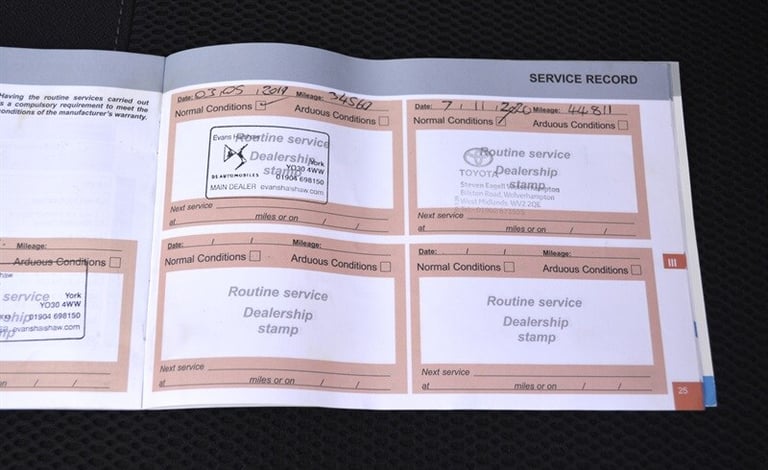 SERVICE RECORD
Having the routine services carried out
is a compulsory requirement to meet the
conditions of the manufacturer's warranty.
Mileage:
Arduous Conditions
York
YO30 4WW
01904 698150
evanshalshaw.com
Date: 03.05.2019 Mileage: 34560
Normal Conditions Arduous Conditions
Routine service
Dealership
stamp
Evans Halshaw
York
YO30 4WW
DS AUTOMOBILES 01904 698150
MAIN DEALER evanshalshaw.com
Next service
at miles or on / /
Date: 7.11.2020 Mileage: 44811
Normal Conditions Arduous Conditions
Routine service
Dealership
stamp
TOYOTA
Steven Eagell Wolverhampton
Bilston Road, Wolverhampton
West Midlands, WV2 2QE
Next service
at miles or on / /
Date: / / Mileage:
Normal Conditions Arduous Conditions
Routine service
Dealership
stamp
Next service
at miles or on / /
Date: / / Mileage:
Normal Conditions Arduous Conditions
Routine service
Dealership
stamp
Next service
at miles or on / /
III
25